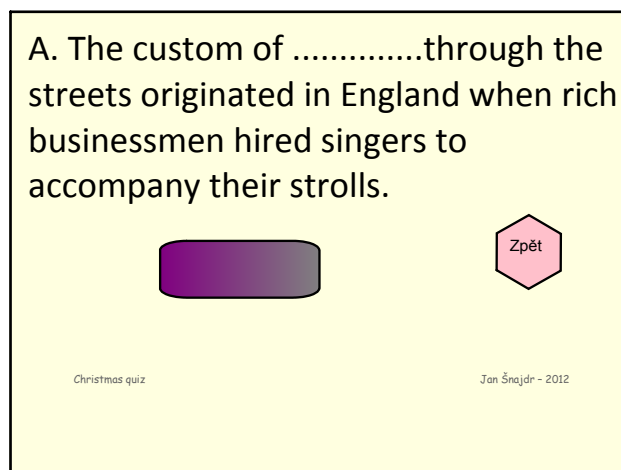 A. The custom of ..............through the
streets originated in England when rich
businessmen hired singers to
accompany their strolls.
Zpět
Christmas quiz
Jan Šnajdr – 2012